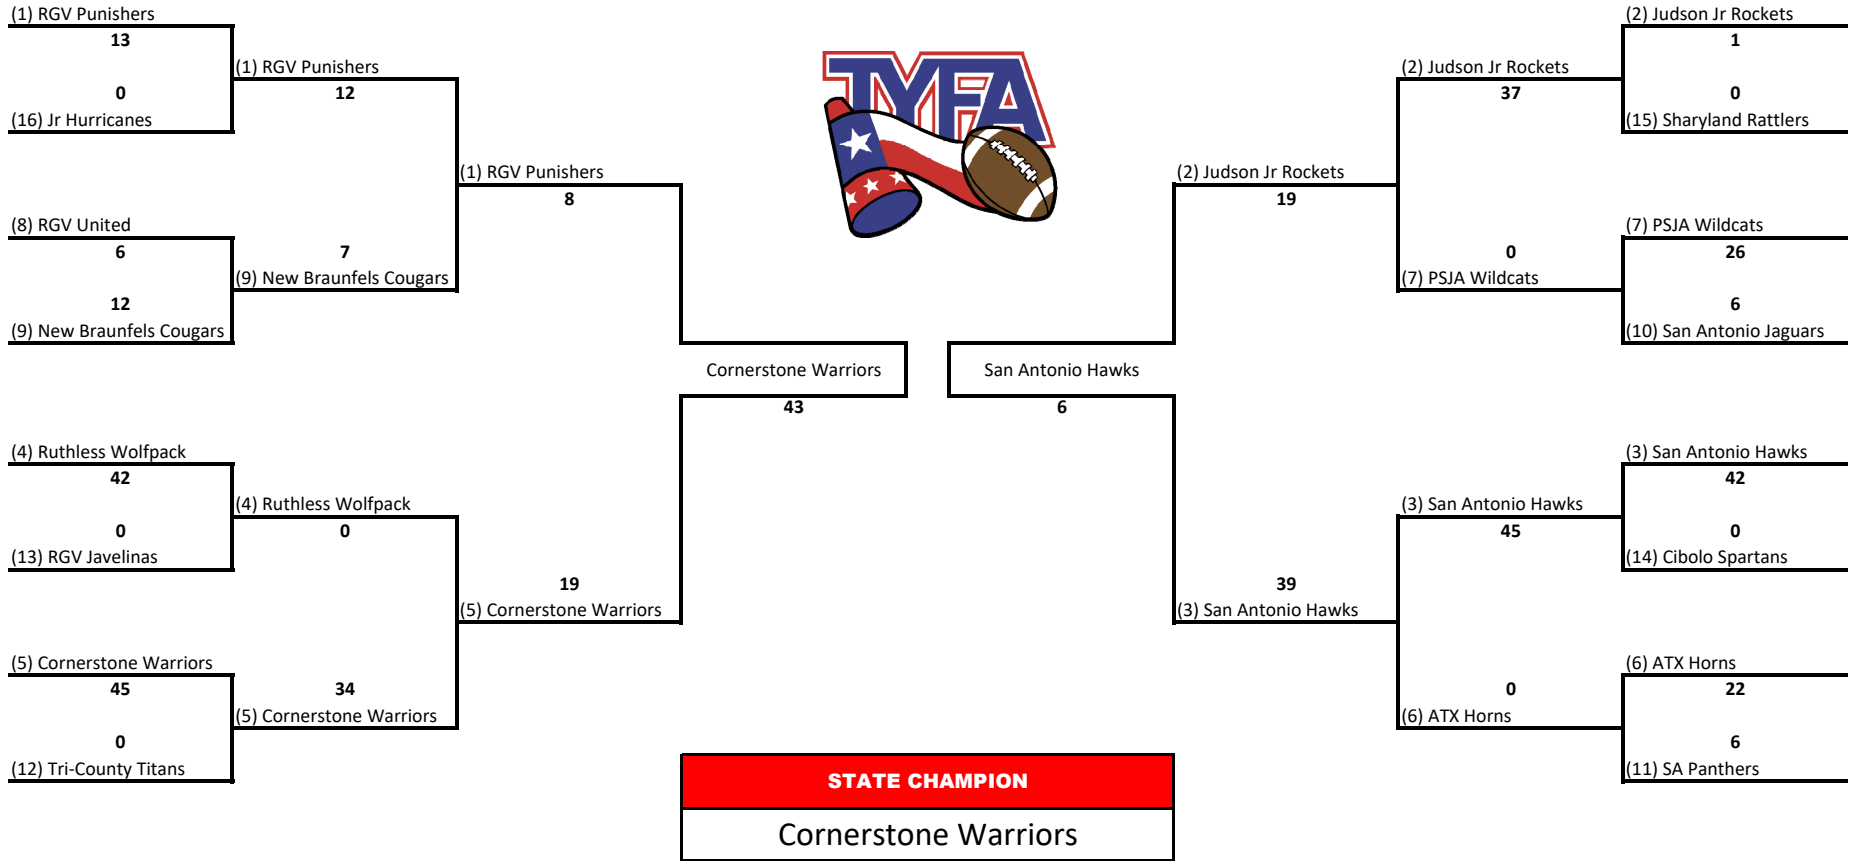 (1) RGV Punishers
13
0
(16) Jr Hurricanes
(1) RGV Punishers
12
(8) RGV United
6
12
(9) New Braunfels Cougars
7
(9) New Braunfels Cougars
(1) RGV Punishers
8
(4) Ruthless Wolfpack
42
0
(13) RGV Javelinas
(4) Ruthless Wolfpack
0
(5) Cornerstone Warriors
45
0
(12) Tri-County Titans
34
(5) Cornerstone Warriors
19
(5) Cornerstone Warriors
TYFA
Cornerstone Warriors
43
San Antonio Hawks
6
(2) Judson Jr Rockets
19
(2) Judson Jr Rockets
37
(2) Judson Jr Rockets
1
0
(15) Sharyland Rattlers
0
(7) PSJA Wildcats
(7) PSJA Wildcats
26
6
(10) San Antonio Jaguars
39
(3) San Antonio Hawks
(3) San Antonio Hawks
45
(3) San Antonio Hawks
42
0
(14) Cibolo Spartans
0
(6) ATX Horns
(6) ATX Horns
22
6
(11) SA Panthers
STATE CHAMPION
Cornerstone Warriors